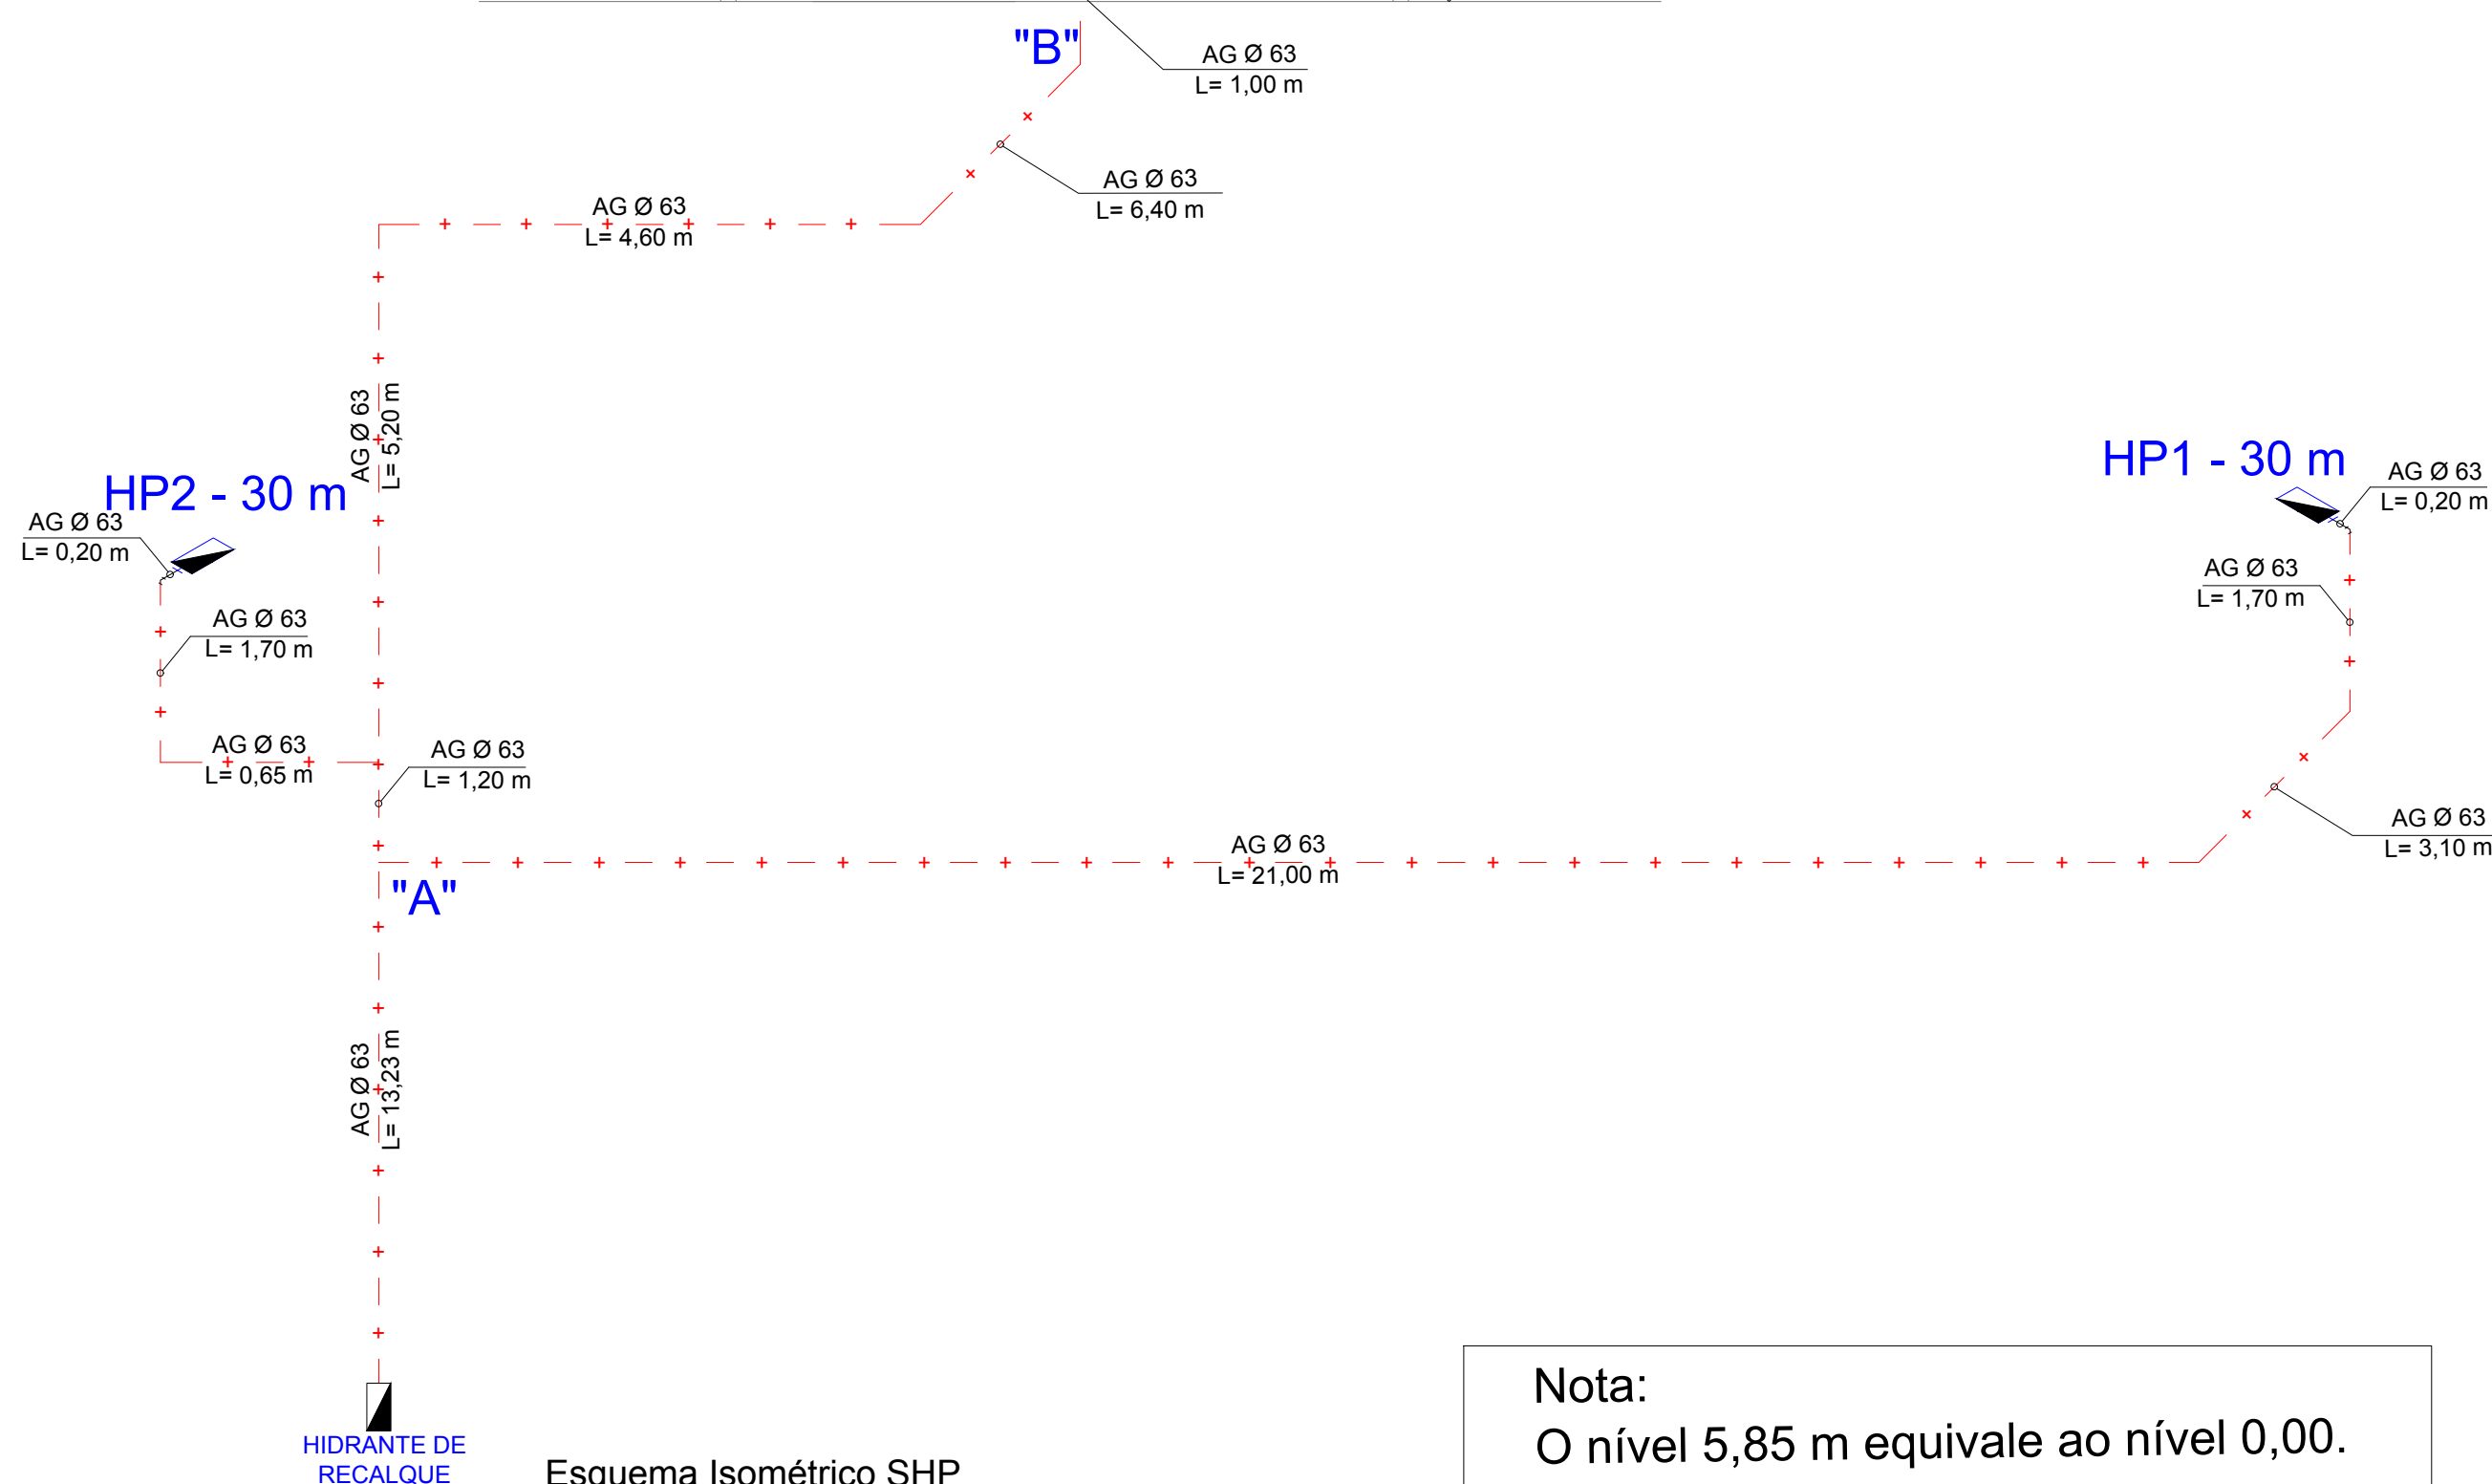 "B"
AG Ø 63
L= 1,00 m
AG Ø 63
L= 6,40 m
AG Ø 63
L= 4,60 m
AG Ø 63
L= 5,20 m
HP2 - 30 m
AG Ø 63
L= 0,20 m
AG Ø 63
L= 1,70 m
AG Ø 63
L= 0,65 m
AG Ø 63
L= 1,20 m
HP1 - 30 m
AG Ø 63
L= 0,20 m
AG Ø 63
L= 1,70 m
AG Ø 63
L= 3,10 m
AG Ø 63
L= 21,00 m
"A"
AG Ø 63
L= 13,23 m
HIDRANTE DE
RECALQUE
Esquema Isométrico SHP
Nota:
O nível 5,85 m equivale ao nível 0,00.